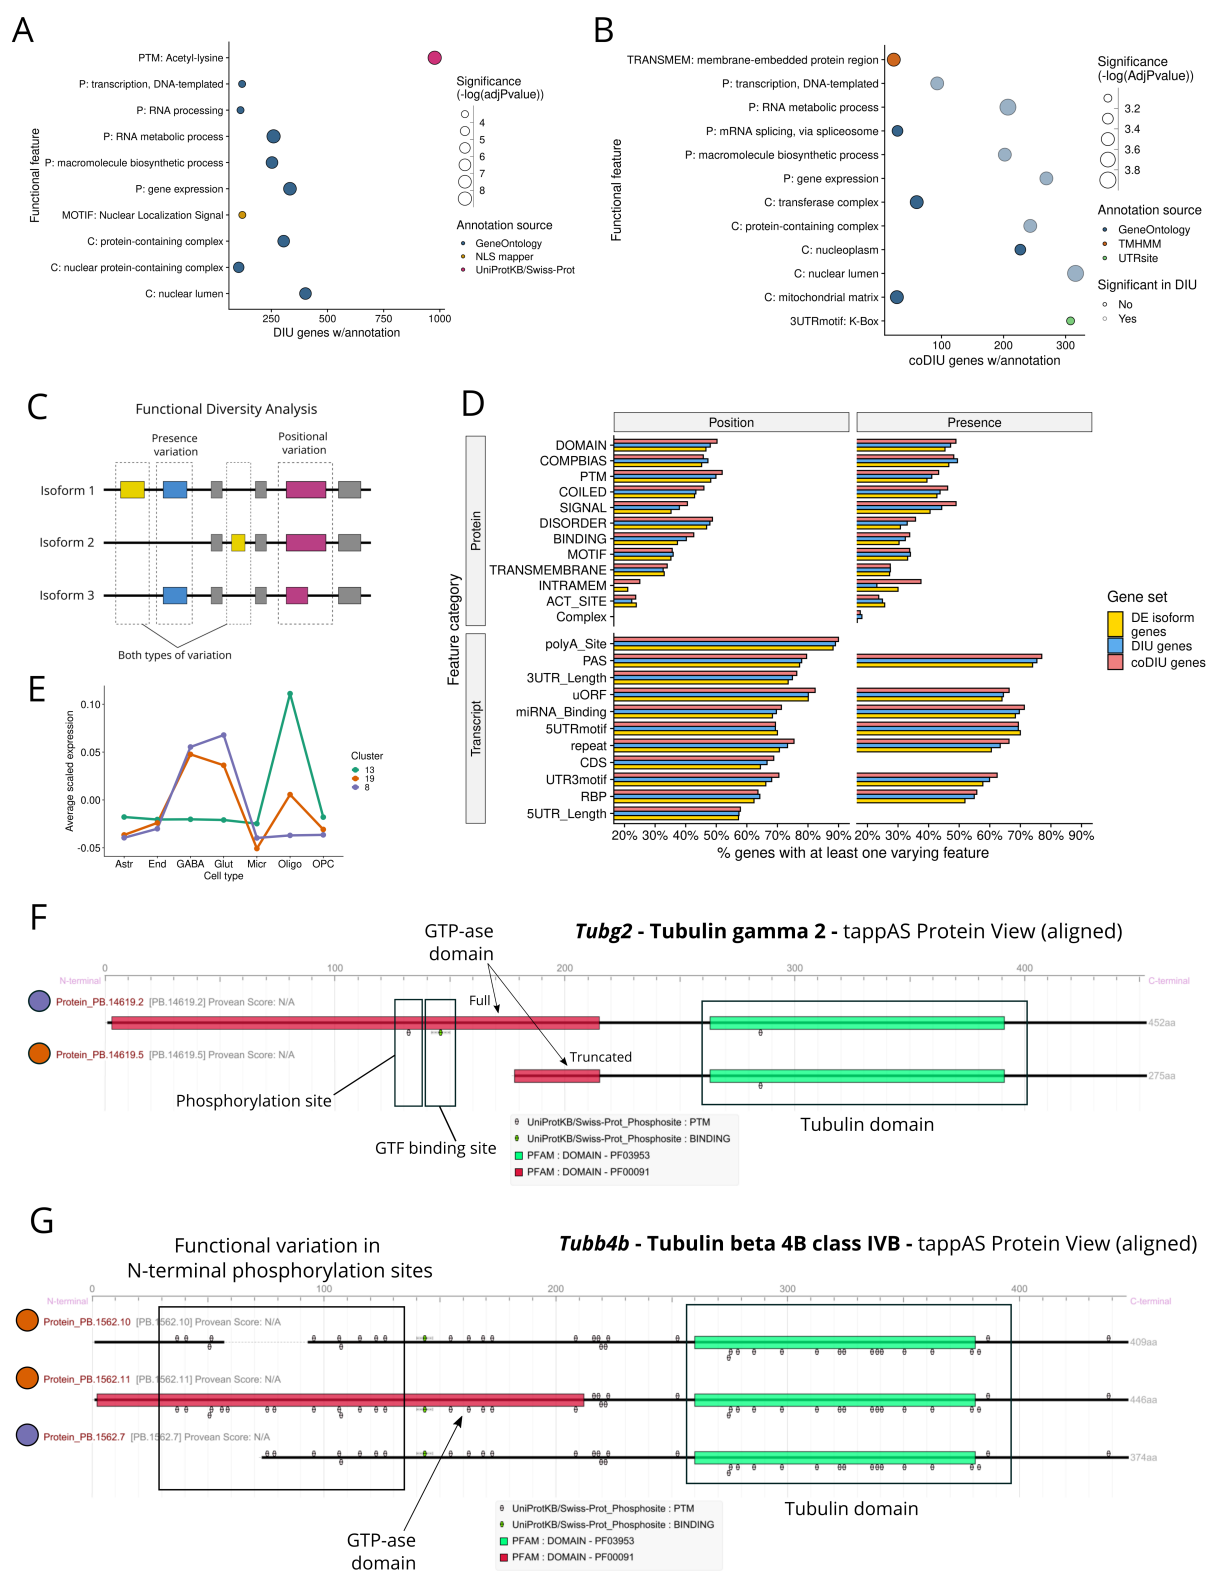 A
PTM: Acetyl-lysine
P: transcription, DNA-templated
P: RNA processing
P: RNA metabolic process
P: macromolecule biosynthetic process
P: gene expression
MOTIF: Nuclear Localization Signal
C: protein-containing complex
C: nuclear protein-containing complex
C: nuclear lumen
Functional feature
250
500
750
1000
DIU genes w/annotation
Significance
(-log(adjPvalue))
4
5
6
7
8
Annotation source
GeneOntology
NLS mapper
UniProtKB/Swiss-Prot
B
TRANSMEM: membrane-embedded protein region
P: transcription, DNA-templated
P: RNA metabolic process
P: mRNA splicing, via spliceosome
P: macromolecule biosynthetic process
P: gene expression
C: transferase complex
C: protein-containing complex
C: nucleoplasm
C: nuclear lumen
C: mitochondrial matrix
3UTRmotif: K-Box
Functional feature
100
200
300
coDIU genes w/annotation
Significance
(-log(AdjPvalue))
3.2
3.4
3.6
3.8
Annotation source
GeneOntology
TMHMM
UTRsite
Significant in DIU
No
Yes
C
Functional Diversity Analysis
Presence
variation
Positional
variation
Isoform 1
Isoform 2
Isoform 3
Both types of variation
D
Position
Presence
Feature category
Protein
Transcript
DOMAIN
COMPBIAS
PTM
COILED
SIGNAL
DISORDER
BINDING
MOTIF
TRANSMEMBRANE
INTRAMEM
ACT_SITE
Complex
polyA_Site
PAS
3UTR_Length
uORF
miRNA_Binding
5UTRmotif
repeat
CDS
UTR3motif
RBP
5UTR_Length
20% 30% 40% 50% 60% 70% 80% 90%
20% 30% 40% 50% 60% 70% 80% 90%
% genes with at least one varying feature
Gene set
DE isoform
genes
DIU genes
coDIU genes
E
Average scaled expression
0.10
0.05
0.00
-0.05
Astr End GABA Glut Micr Oligo OPC
Cell type
Cluster
13
19
8
F
GTP-ase
domain
Tubg2 - Tubulin gamma 2 - tappAS Protein View (aligned)
0 100 200 300 400
N-terminal
C-terminal
Protein_PB.14619.2 [PB.14619.2] Provean Score: N/A
Full
452aa
Protein_PB.14619.5 [PB.14619.5] Provean Score: N/A
Truncated
275aa
Phosphorylation site
GTF binding site
Tubulin domain
UniProtKB/Swiss-Prot_Phosphosite : PTM
UniProtKB/Swiss-Prot_Phosphosite : BINDING
PFAM : DOMAIN - PF03953
PFAM : DOMAIN - PF00091
G
Functional variation in
N-terminal phosphorylation sites
Tubb4b - Tubulin beta 4B class IVB - tappAS Protein View (aligned)
0 100 200 300 400
N-terminal
C-terminal
Protein_PB.1562.10 [PB.1562.10] Provean Score: N/A
409aa
Protein_PB.1562.11 [PB.1562.11] Provean Score: N/A
446aa
Protein_PB.1562.7 [PB.1562.7] Provean Score: N/A
374aa
GTP-ase
domain
Tubulin domain
UniProtKB/Swiss-Prot_Phosphosite : PTM
UniProtKB/Swiss-Prot_Phosphosite : BINDING
PFAM : DOMAIN - PF03953
PFAM : DOMAIN - PF00091